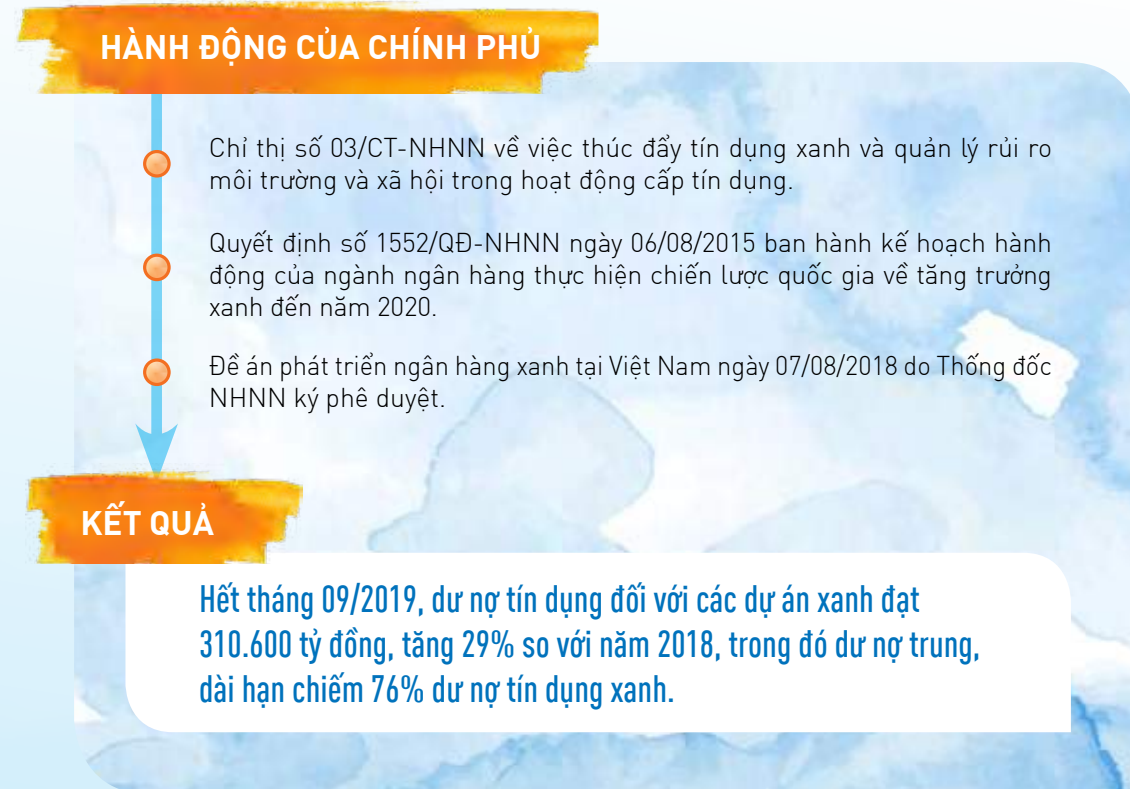 HÀNH ĐỘNG CỦA CHÍNH PHỦ
Chỉ thị số 03/CT-NHNN về việc thúc đẩy tín dụng xanh và quản lý rủi ro
môi trường và xã hội trong hoạt động cấp tín dụng.
Quyết định số 1552/QĐ-NHNN ngày 06/08/2015 ban hành kế hoạch hành
động của ngành ngân hàng thực hiện chiến lược quốc gia về tăng trưởng
xanh đến năm 2020.
Đề án phát triển ngân hàng xanh tại Việt Nam ngày 07/08/2018 do Thống đốc
NHNN ký phê duyệt.
KẾT QUẢ
Hết tháng 09/2019, dư nợ tín dụng đối với các dự án xanh đạt
310.600 tỷ đồng, tăng 29% so với năm 2018, trong đó dư nợ trung,
dài hạn chiếm 76% dư nợ tín dụng xanh.